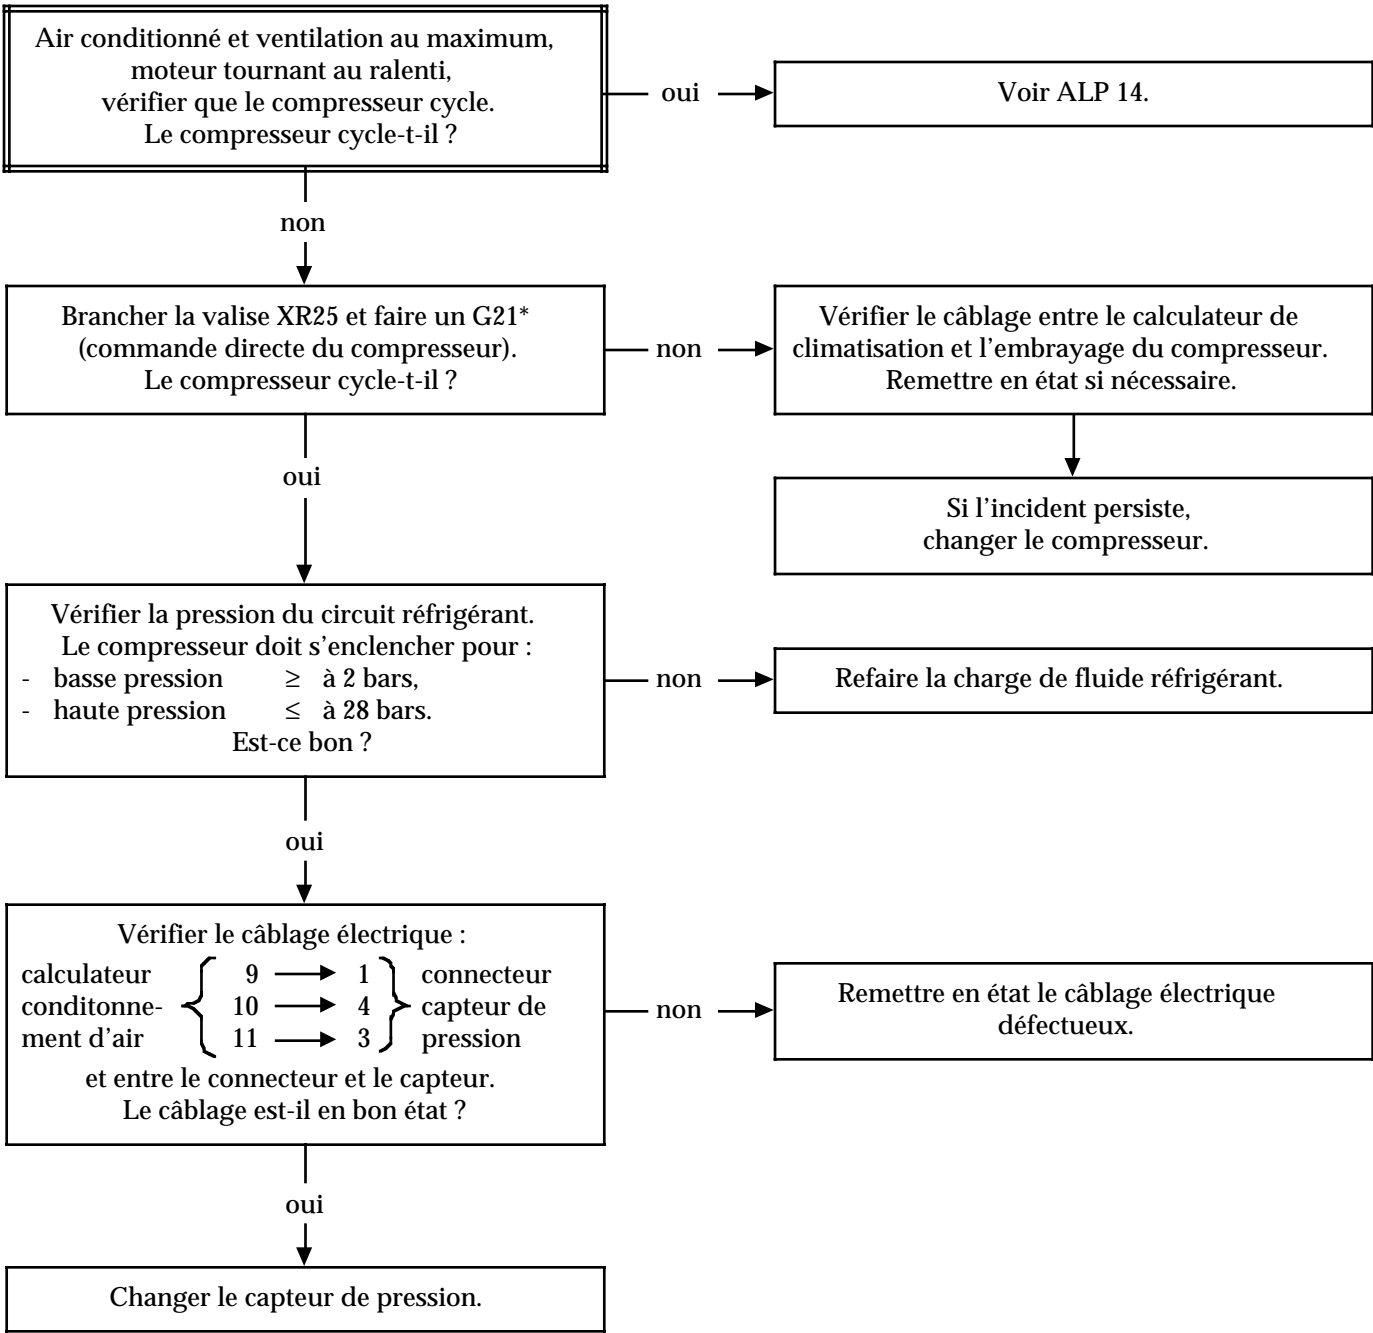 Air conditionné et ventilation au maximum,
moteur tournant au ralenti,
vérifier que le compresseur cycle.
Le compresseur cycle-t-il ?
oui
Voir ALP 14.
non
Brancher la valise XR25 et faire un G21*
(commande directe du compresseur).
Le compresseur cycle-t-il ?
non
Vérifier le câblage entre le calculateur de
climatisation et l'embrayage du compresseur.
Remettre en état si nécessaire.
oui
Si l'incident persiste,
changer le compresseur.
Vérifier la pression du circuit réfrigérant.
Le compresseur doit s'enclencher pour :
- basse pression ≥ à 2 bars,
- haute pression ≤ à 28 bars.
Est-ce bon ?
non
Refaire la charge de fluide réfrigérant.
oui
Vérifier le câblage électrique :
calculateur 9 → 1 connecteur
conditonne- 10 → 4 capteur de
ment d'air 11 → 3 pression
et entre le connecteur et le capteur.
Le câblage est-il en bon état ?
non
Remettre en état le câblage électrique
défectueux.
oui
Changer le capteur de pression.